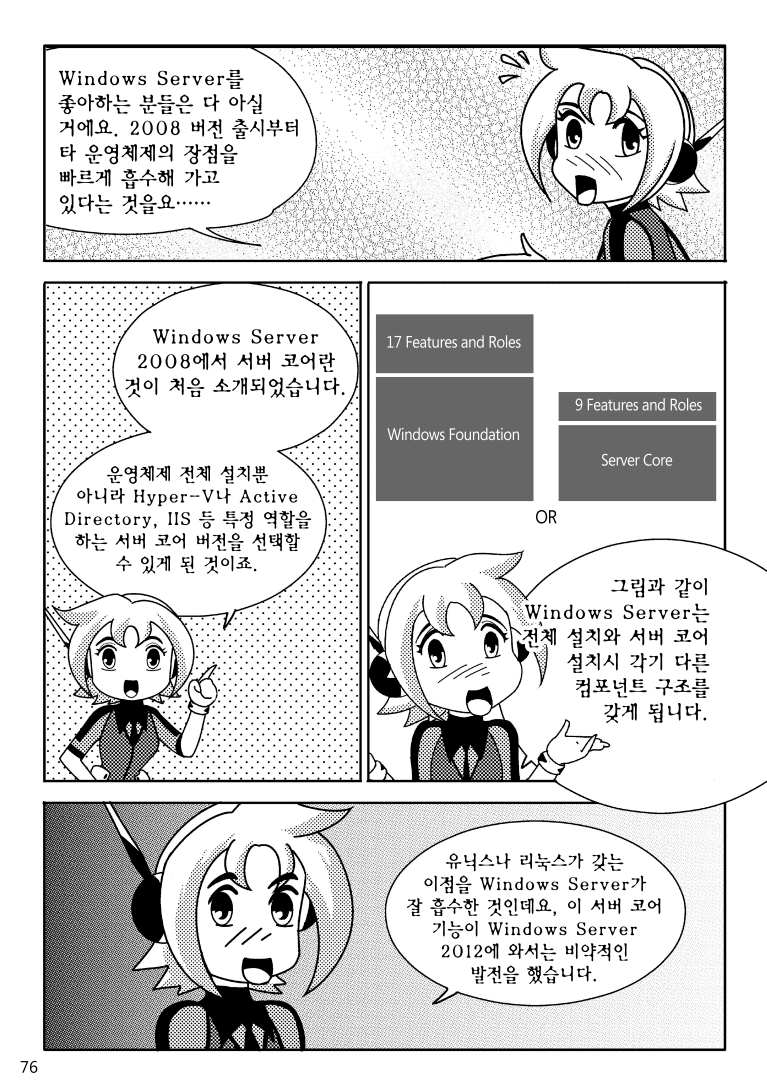 Windows Server를
좋아하는 분들은 다 아실
거에요. 2008 버전 출시부터
타 운영체제의 장점을
빠르게 흡수해 가고
있다는 것을요……
Windows Server
2008에서 서버 코어란
것이 처음 소개되었습니다.
운영체제 전체 설치뿐
아니라 Hyper-V나 Active
Directory, IIS 등 특정 역할을
하는 서버 코어 버전을 선택할
수 있게 된 것이죠.
17 Features and Roles
Windows Foundation
9 Features and Roles
Server Core
OR
그림과 같이
Windows Server는
전체 설치와 서버 코어
설치시 각기 다른
컴포넌트 구조를
갖게 됩니다.
유닉스나 리눅스가 갖는
이점을 Windows Server가
잘 흡수한 것인데요, 이 서버 코어
기능이 Windows Server
2012에 와서는 비약적인
발전을 했습니다.
76